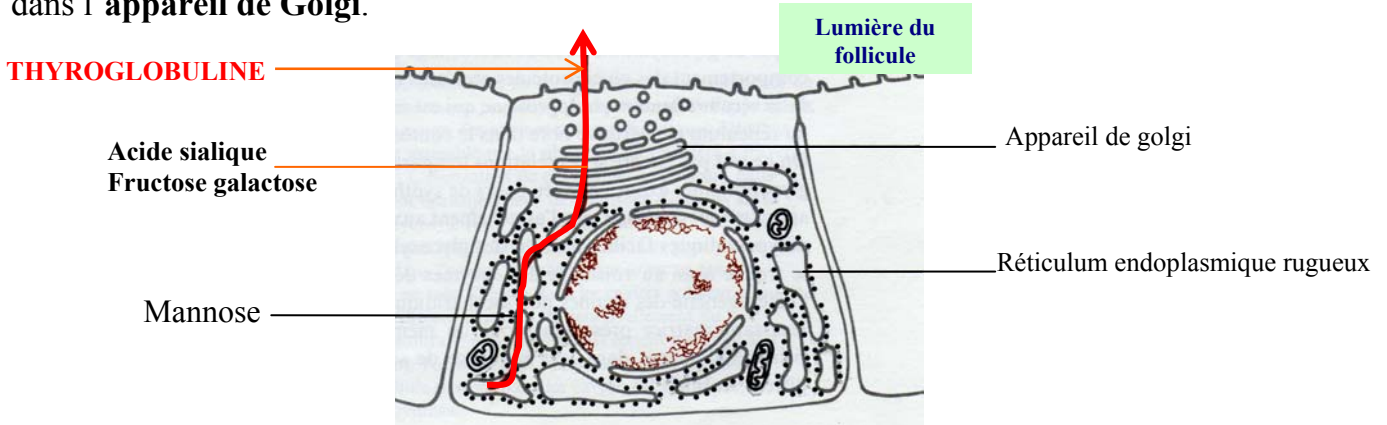 dans l'appareil de Golgi.
Lumière du
follicule
THYROGLOBULINE
Appareil de golgi
Acide sialique
Fructose galactose
Réticulum endoplasmique rugueux
Mannose